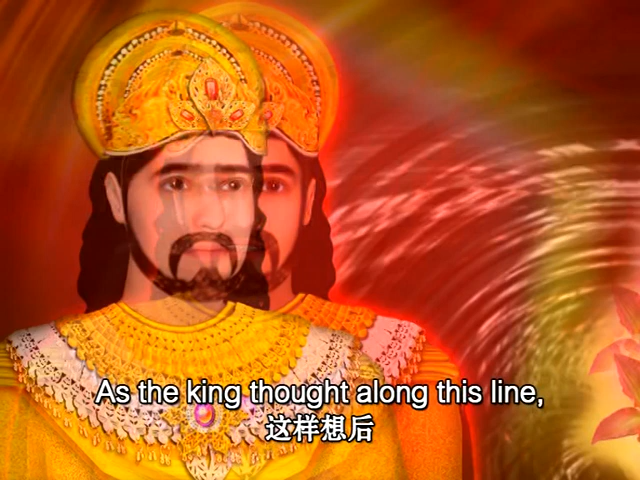 As the king thought along this line,
这样想后